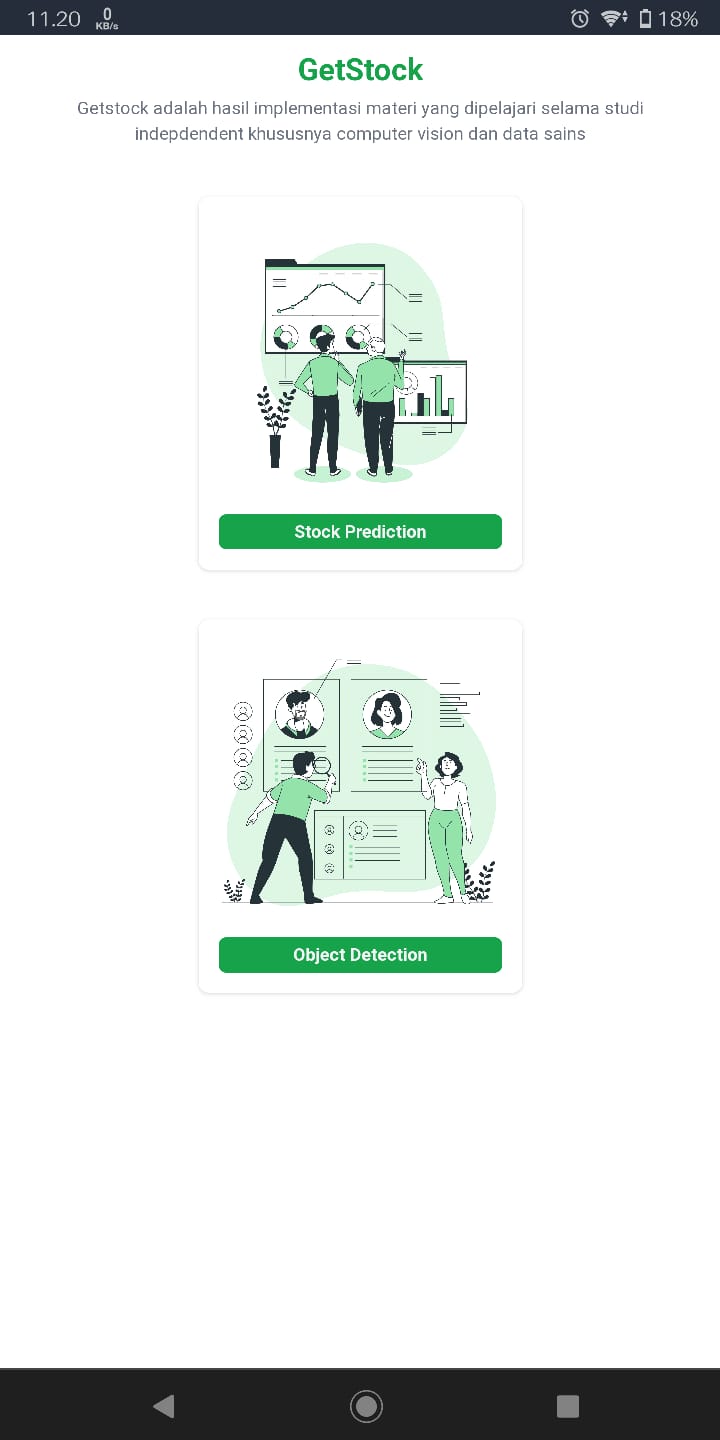 11.20 0 KB/s 18%
GetStock
Getstock adalah hasil implementasi materi yang dipelajari selama studi
indepdendent khususnya computer vision dan data sains
Stock Prediction
Object Detection